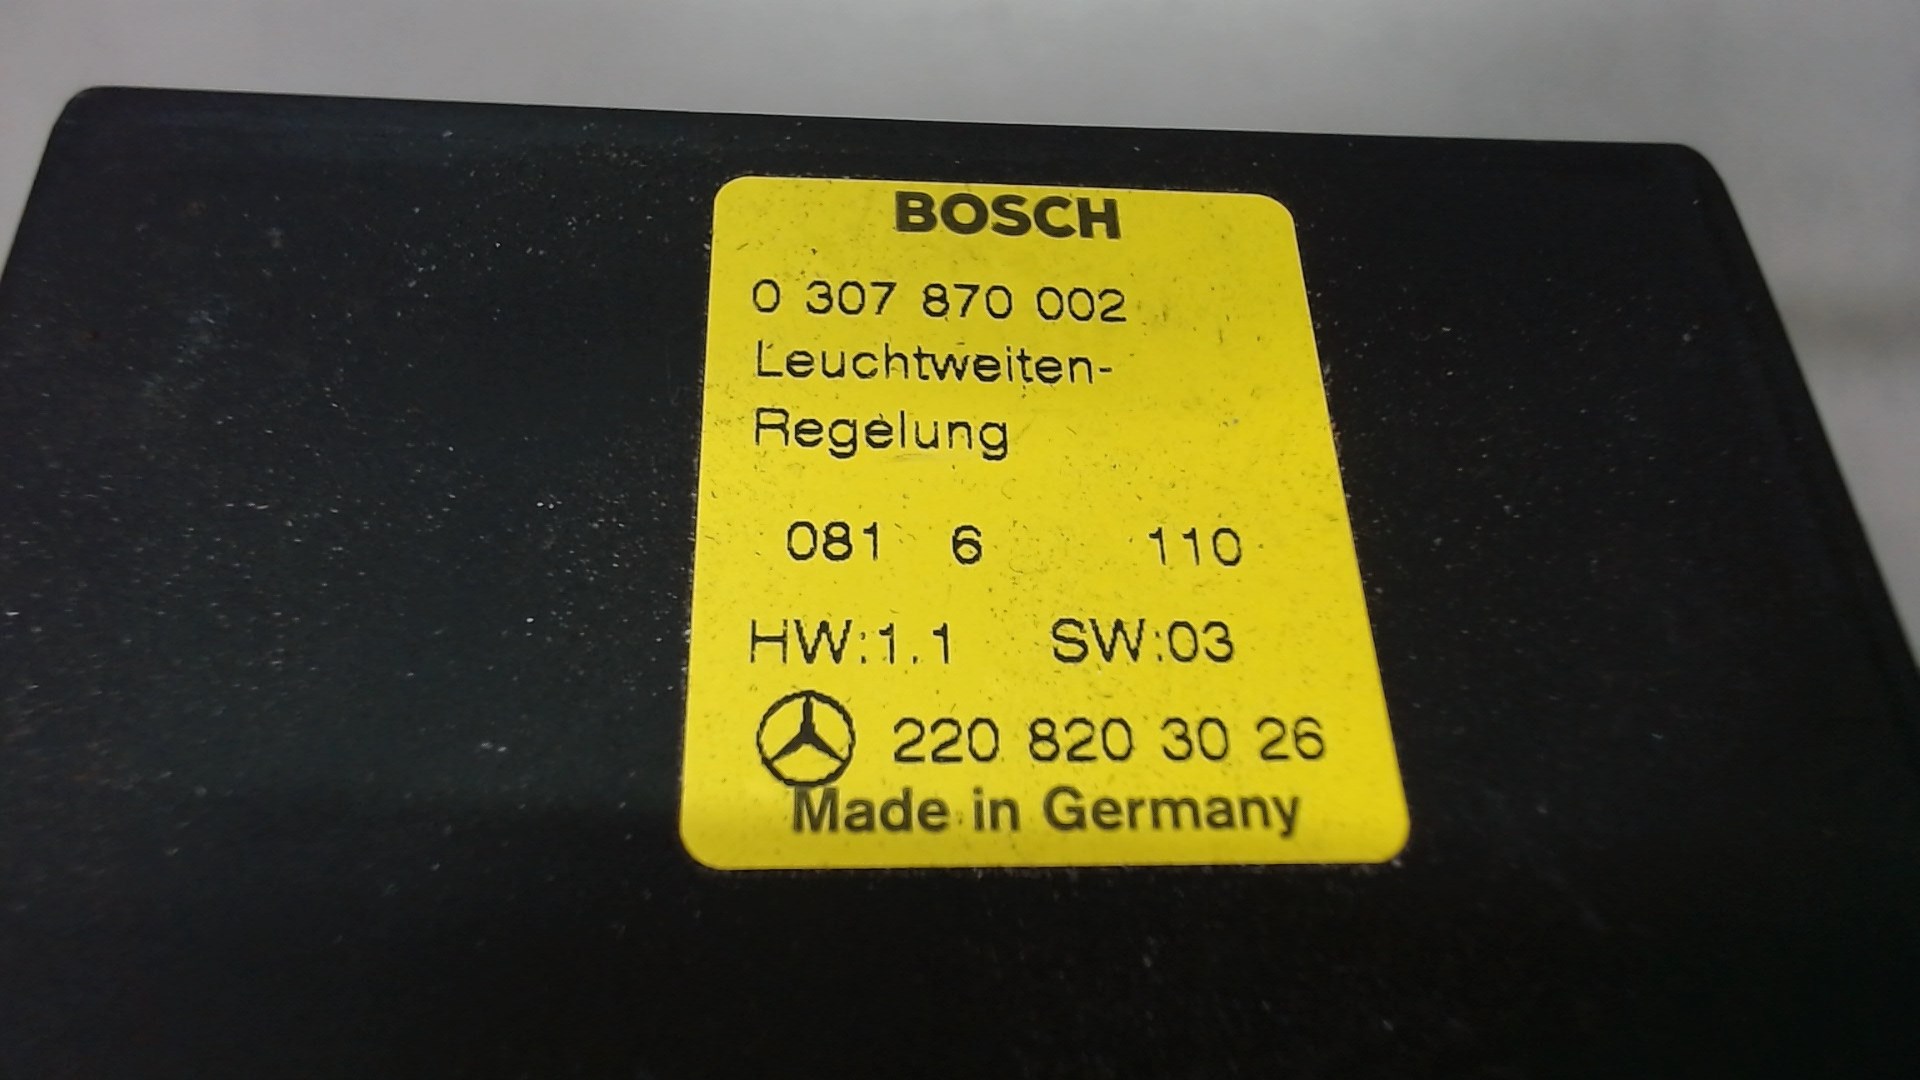 BOSCH
0 307 870 002
Leuchtweiten-
Regelung
081 6 110
HW:1.1 SW:03
220 820 30 26
Made in Germany